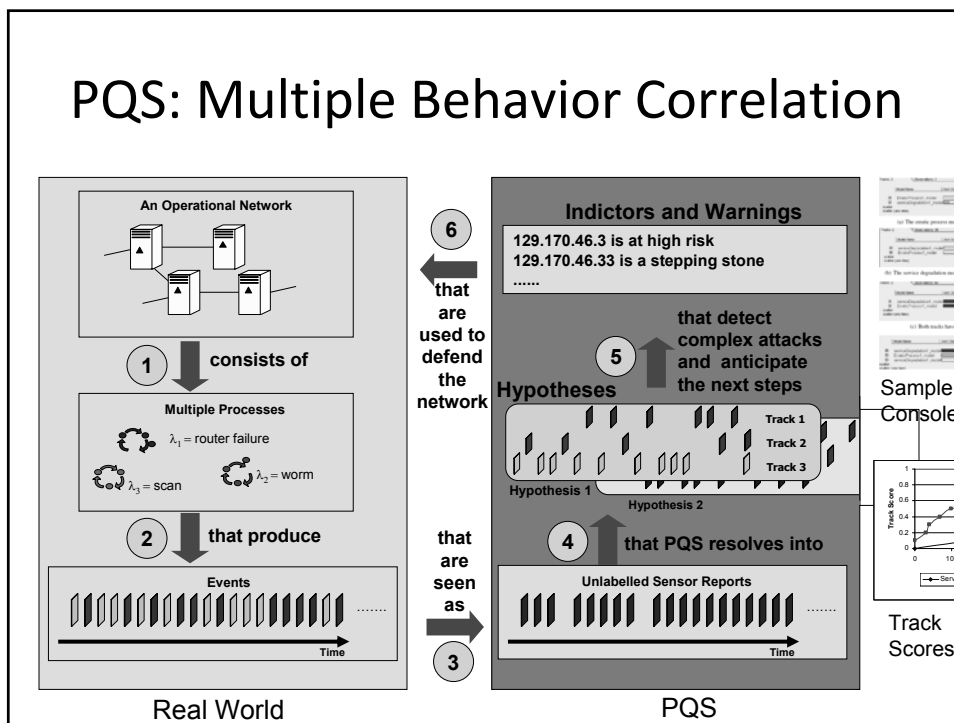 PQS: Multiple Behavior Correlation
An Operational Network
1
consists of
Multiple Processes
λ1 = router failure
λ3 = scan
λ2 = worm
2
that produce
Events
.......
Time
Real World
6
that
are
used to
defend
the
network
that
are
seen
as
3
Indictors and Warnings
129.170.46.3 is at high risk
129.170.46.33 is a stepping stone
......
5
that detect
complex attacks
and anticipate
the next steps
Hypotheses
Track 1
Track 2
Track 3
Hypothesis 1
Hypothesis 2
4
that PQS resolves into
Unlabelled Sensor Reports
.......
Time
PQS
Sample
Console
Track Score
1
0.8
0.6
0.4
0.2
0
0
10
Track
Scores